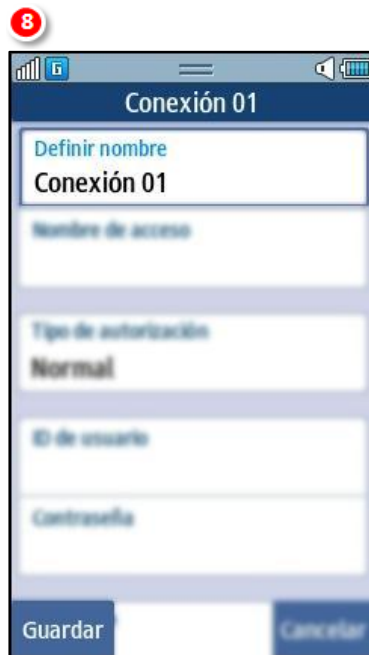 8
G
Conexión 01
Definir nombre
Conexión 01
Nombre de acceso
Tipo de autorización
Normal
ID de usuario
Contraseña
Guardar
Cancelar